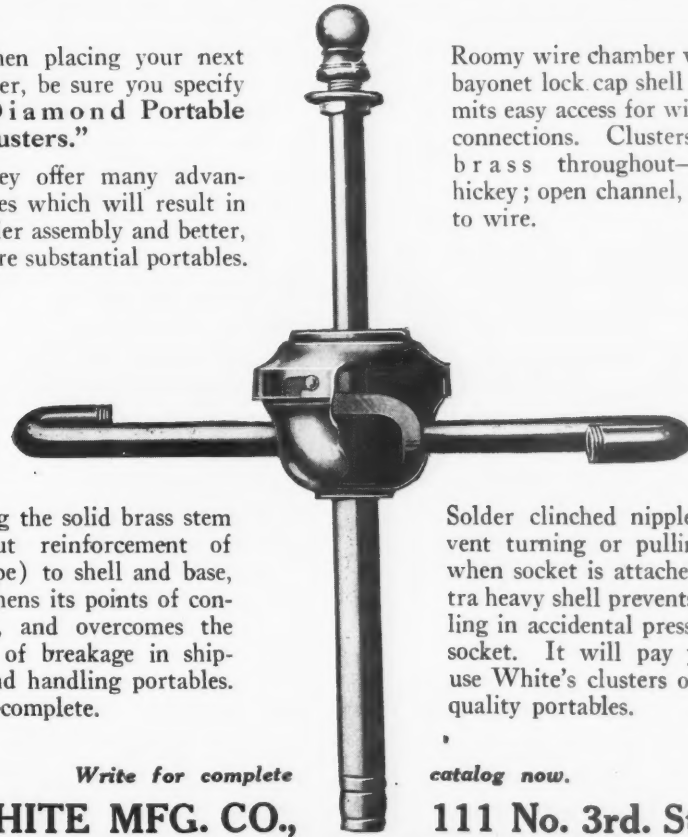 hen placing your next
er, be sure you specify
iamond Portable
usters."
ey offer many advan-
es which will result in
er assembly and better,
re substantial portables.
Roomy wire chamber
bayonet lock cap shell
mits easy access for wi
connections. Clusters
brass throughout—
hickey; open channel,
to wire.
g the solid brass stem
ut reinforcement of
pe) to shell and base,
hens its points of con-
, and overcomes the
of breakage in ship-
nd handling portables.
complete.
Solder clinched nipple
vent turning or pullin
when socket is attache
tra heavy shell prevents
ling in accidental press
socket. It will pay
use White's clusters o
quality portables.
Write for complete catalog now.
HITE MFG. CO., 111 No. 3rd. S